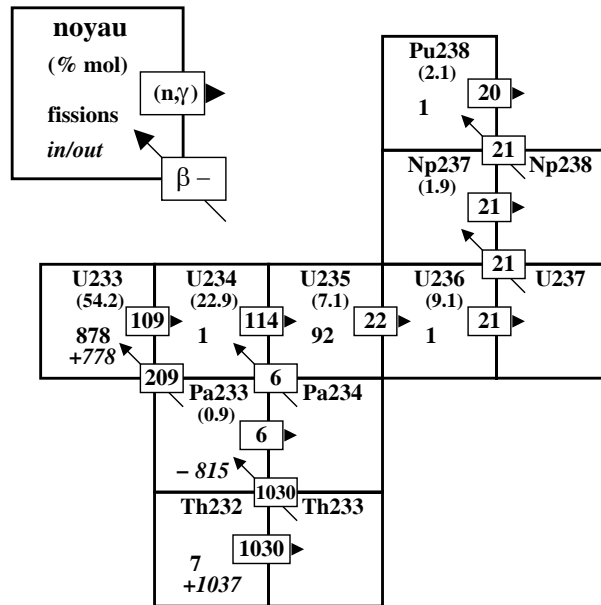 noyau
(% mol)
(n,γ)
fissions
in/out
β –
Pu238
(2.1)
20
1
21
Np237
Np238
(1.9)
21
21
U233
U234
U235
U236
U237
(54.2)
(22.9)
(7.1)
(9.1)
109
114
22
21
878
1
92
1
+778
209
6
Pa233
Pa234
(0.9)
6
– 815
1030
Th232
Th233
1030
7
+1037